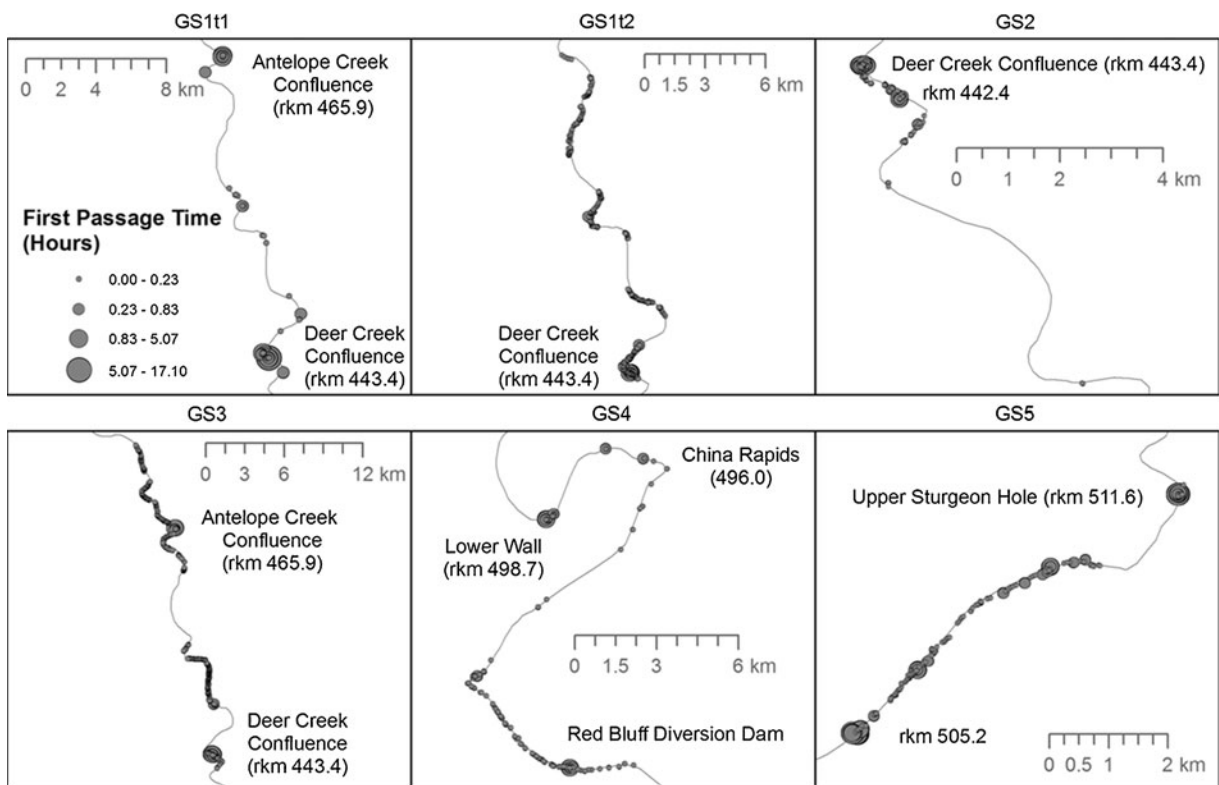 GS1t1
GS1t2
GS2
0 2 4 8 km
Antelope Creek
Confluence
(rkm 465.9)
First Passage Time
(Hours)
0.00 - 0.23
0.23 - 0.83
0.83 - 5.07
5.07 - 17.10
Deer Creek
Confluence
(rkm 443.4)
0 1.5 3 6 km
Deer Creek
Confluence
(rkm 443.4)
Deer Creek Confluence (rkm 443.4)
rkm 442.4
0 1 2 4 km
GS3
GS4
GS5
0 3 6 12 km
Antelope Creek
Confluence
(rkm 465.9)
Deer Creek
Confluence
(rkm 443.4)
China Rapids
(496.0)
Lower Wall
(rkm 498.7)
0 1.5 3 6 km
Red Bluff Diversion Dam
Upper Sturgeon Hole (rkm 511.6)
rkm 505.2
0 0.5 1 2 km